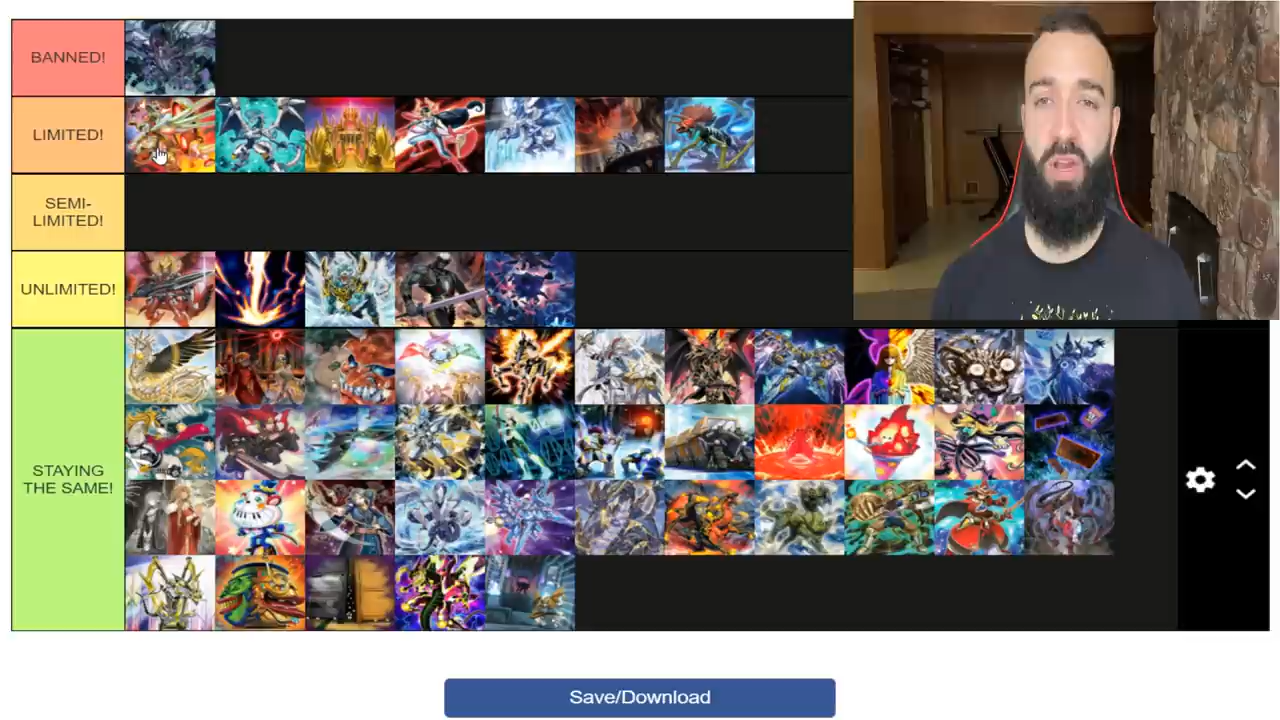 BANNED!
LIMITED!
SEMI-
LIMITED!
UNLIMITED!
STAYING
THE SAME!
Save/Download